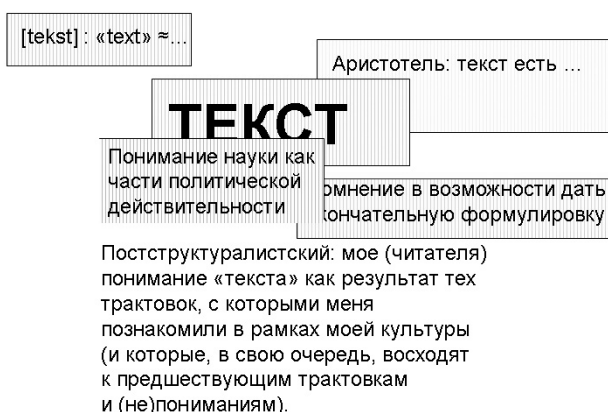 [tekst] : «text» ≈...
Аристотель: текст есть ...
ТЕКСТ
Понимание науки как
части политической
действительности
в возможности дать
формулировку
Постструктуралистский: мое (читателя)
понимание «текста» как результат тех
трактовок, с которыми меня
познакомили в рамках моей культуры
(и которые, в свою очередь, восходят
к предшествующим трактовкам
и (не)пониманиям).